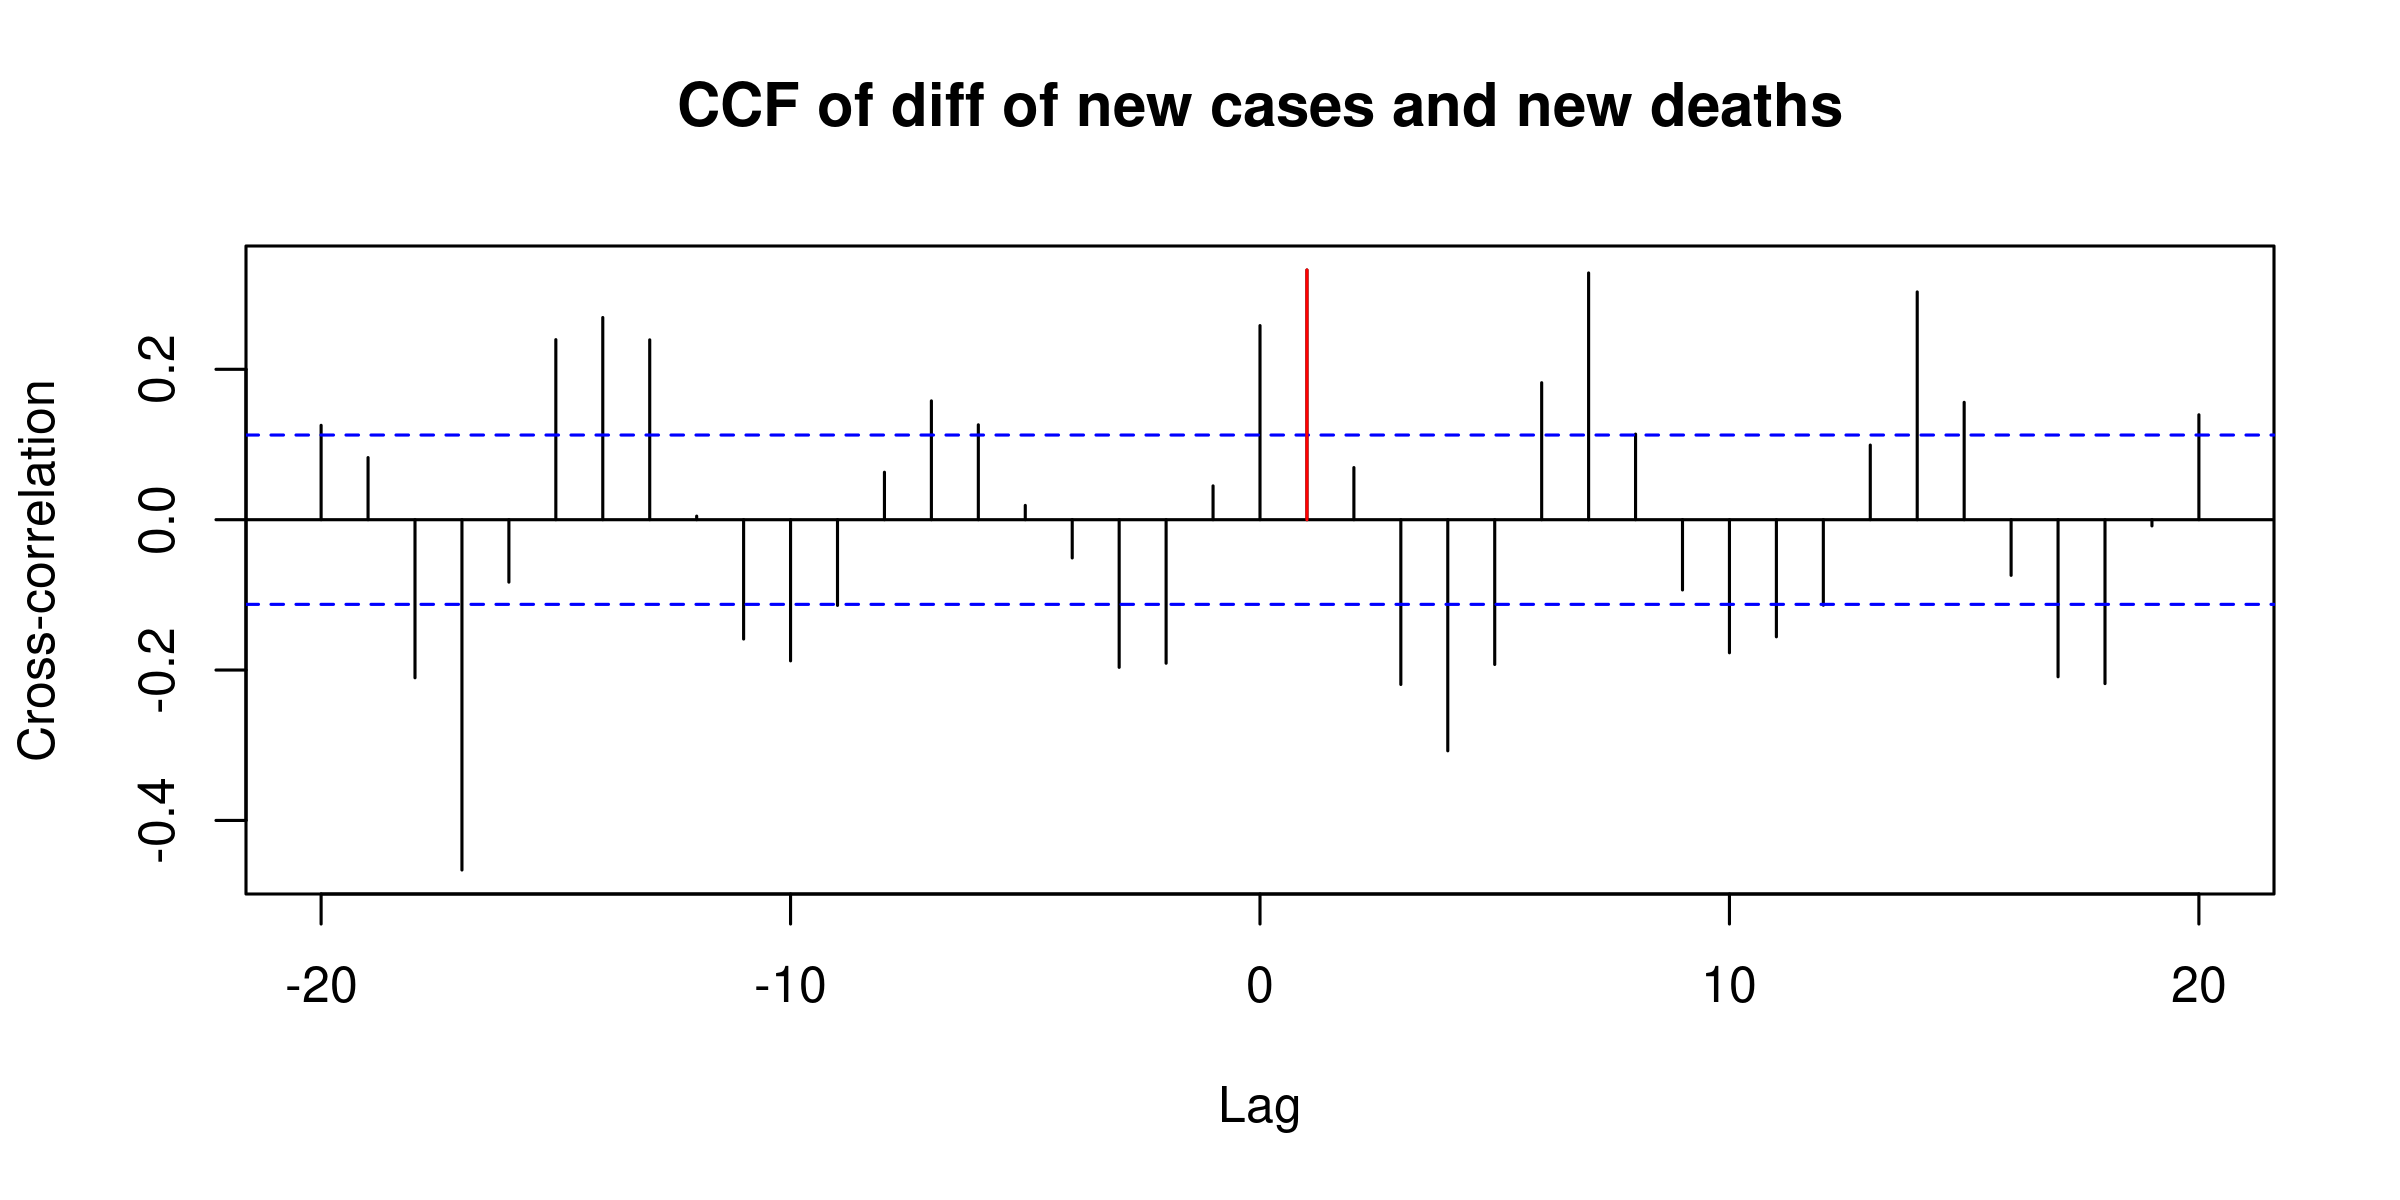 CCF of diff of new cases and new deaths
Cross-correlation
0.2
0.0
-0.2
-0.4
-20 -10 0 10 20
Lag